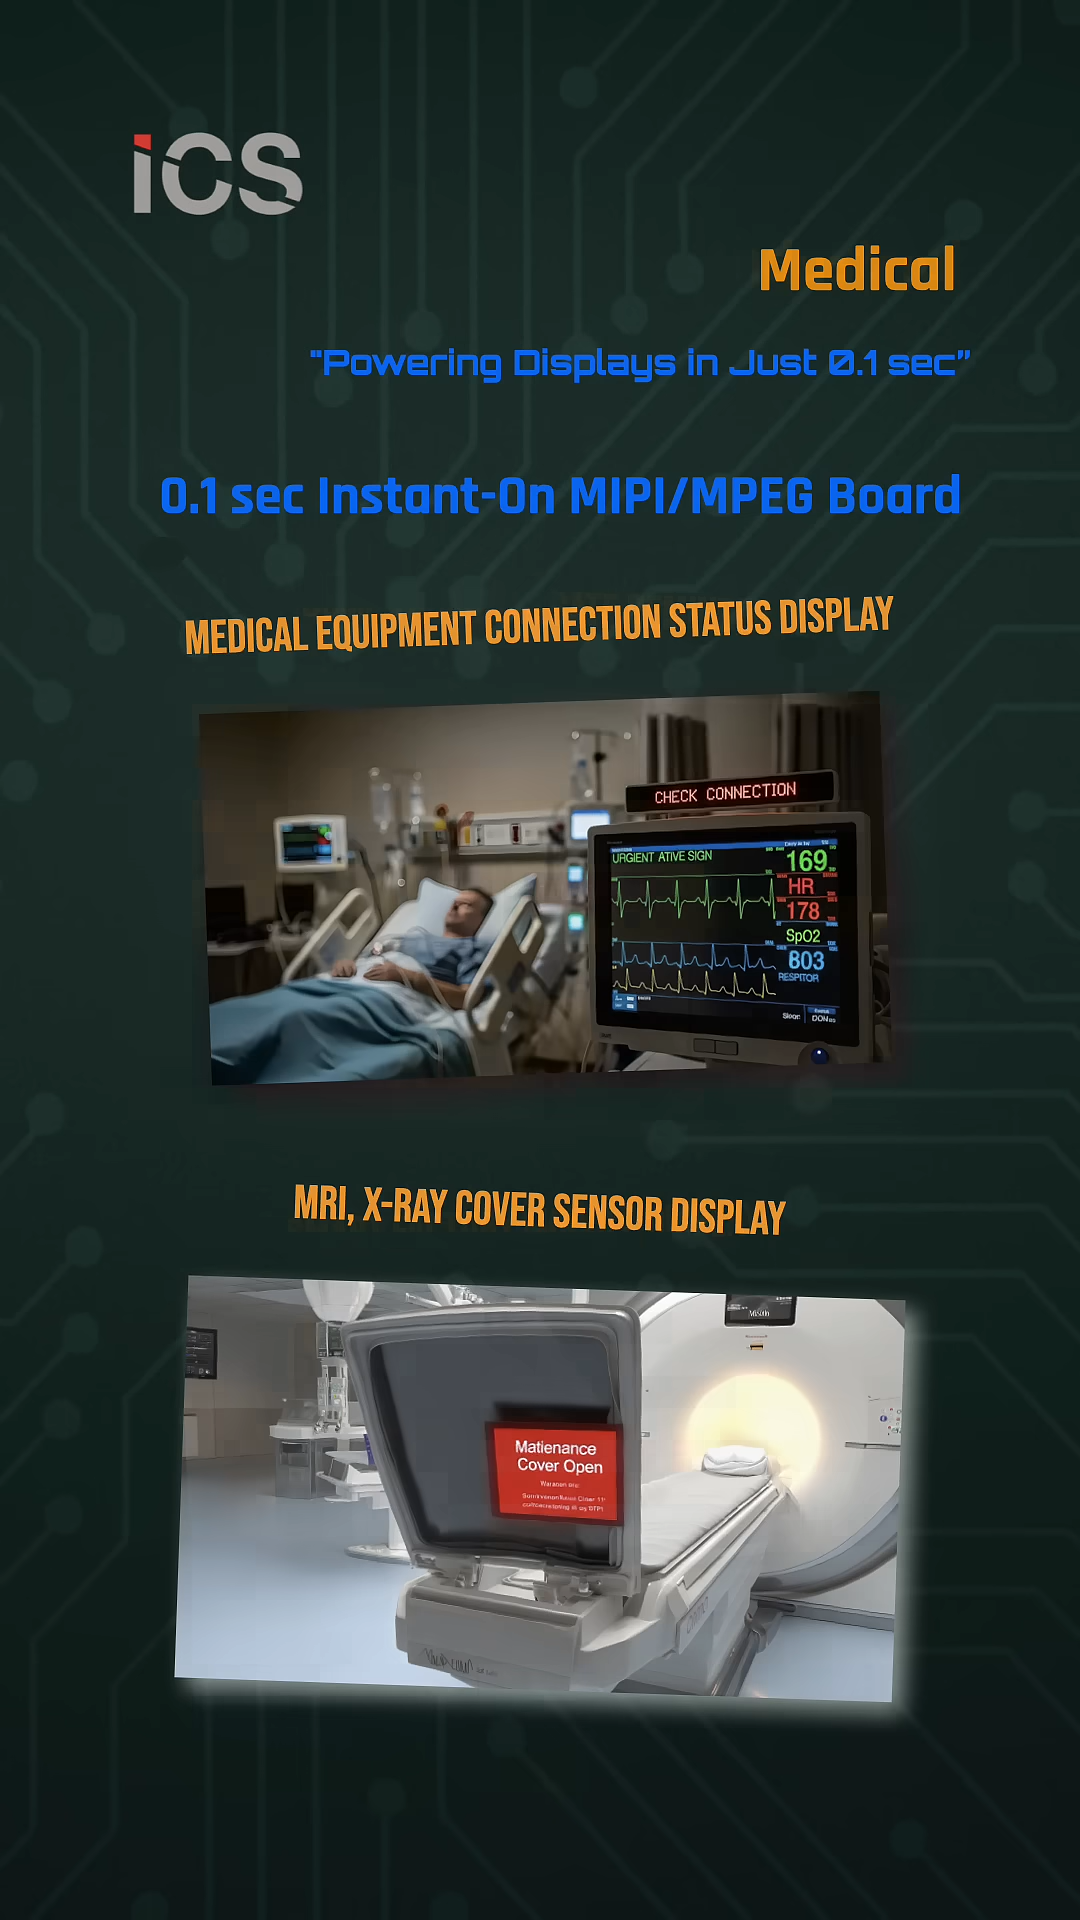 iCS
Medical
"Powering Displays in Just 0.1 sec"
0.1 sec Instant-On MIPI/MPEG Board
MEDICAL EQUIPMENT CONNECTION STATUS DISPLAY
CHECK CONNECTION
URGIENT ATIVE SIGN
169
HR
178
SpO2
803
RESPITOR
MRI, X-RAY COVER SENSOR DISPLAY
Matienance
Cover Open